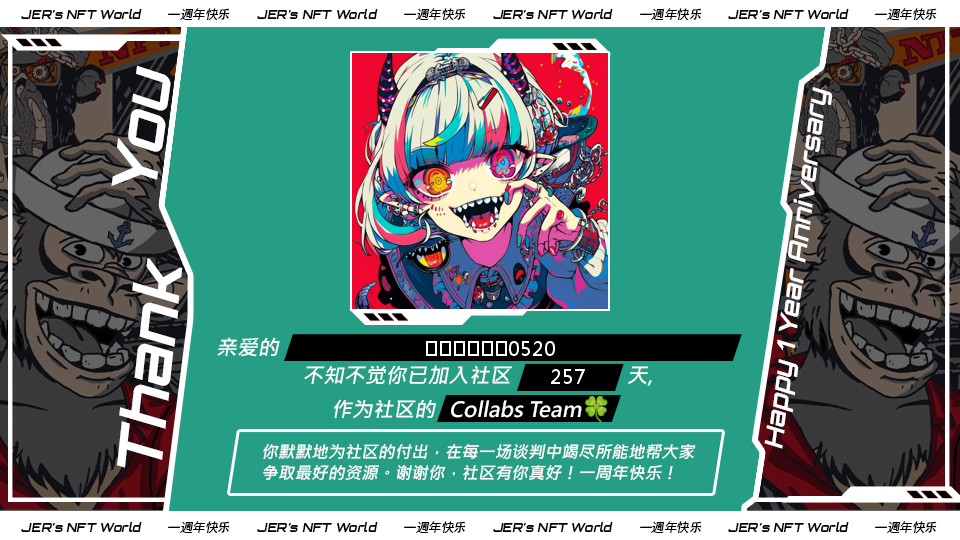 JER's NFT World 一週年快乐 JER's NFT World 一週年快乐 JER's NFT World 一週年快乐 JER's NFT World 一週年快乐
Thank You
Happy 1 Year Anniversary
亲爱的 □□□□□□0520
不知不觉你已加入社区 257 天,
作为社区的 Collabs Team🍀
你默默地为社区的付出，在每一场谈判中竭尽所能地帮大家
争取最好的资源。谢谢你，社区有你真好！一周年快乐！
JER's NFT World 一週年快乐 JER's NFT World 一週年快乐 JER's NFT World 一週年快乐 JER's NFT World 一週年快乐